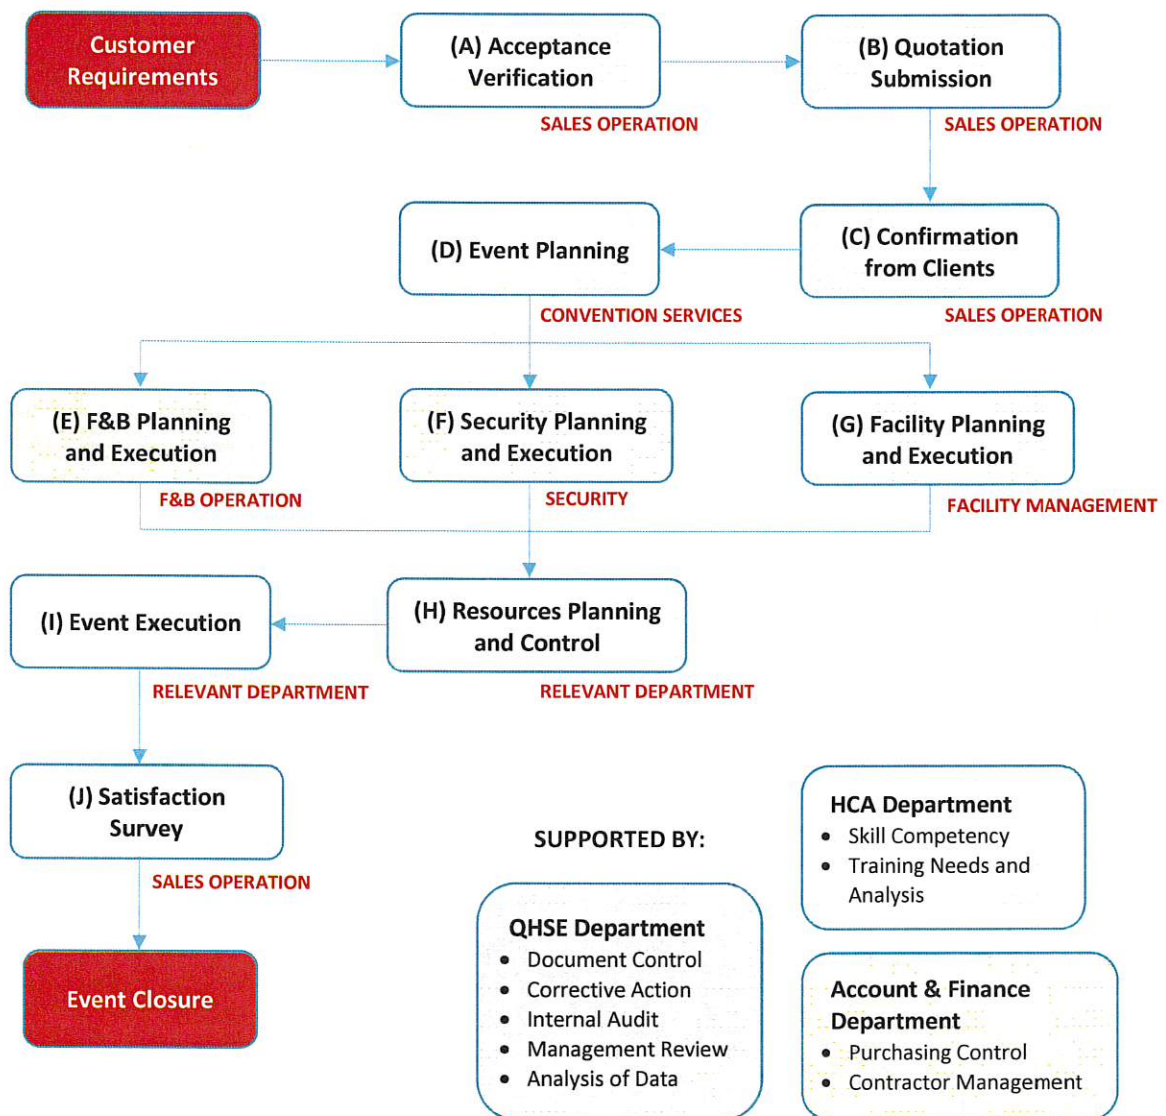 Customer
Requirements
(A) Acceptance
Verification
(B) Quotation
Submission
SALES OPERATION
SALES OPERATION
(D) Event Planning
(C) Confirmation
from Clients
CONVENTION SERVICES
SALES OPERATION
(E) F&B Planning
and Execution
(F) Security Planning
and Execution
(G) Facility Planning
and Execution
F&B OPERATION
SECURITY
FACILITY MANAGEMENT
(I) Event Execution
(H) Resources Planning
and Control
RELEVANT DEPARTMENT
RELEVANT DEPARTMENT
(J) Satisfaction
Survey
SALES OPERATION
Event Closure
SUPPORTED BY:
QHSE Department
• Document Control
• Corrective Action
• Internal Audit
• Management Review
• Analysis of Data
HCA Department
• Skill Competency
• Training Needs and
Analysis
Account & Finance
Department
• Purchasing Control
• Contractor Management